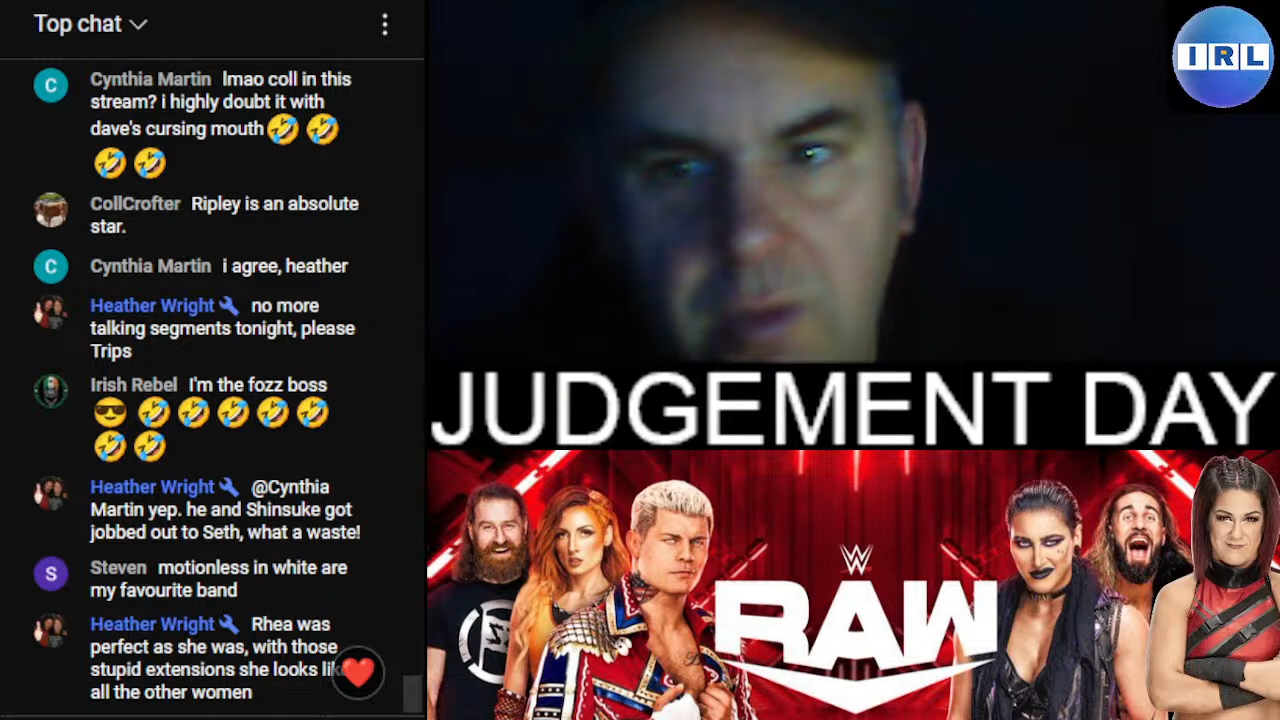 Top chat
Cynthia Martin lmao coll in this
stream? i highly doubt it with
dave's cursing mouth🤣 🤣
🤣 🤣
CollCrofter Ripley is an absolute
star.
Cynthia Martin i agree, heather
Heather Wright no more
talking segments tonight, please
Trips
Irish Rebel I'm the fozz boss
😎 🤣 🤣 🤣 🤣 🤣
🤣 🤣
Heather Wright @Cynthia
Martin yep. he and Shinsuke got
jobbed out to Seth, what a waste!
Steven motionless in white are
my favourite band
Heather Wright Rhea was
perfect as she was, with those
stupid extensions she looks
all the other women
C
C
S
IRL
JUDGEMENT DAY
W
RAW